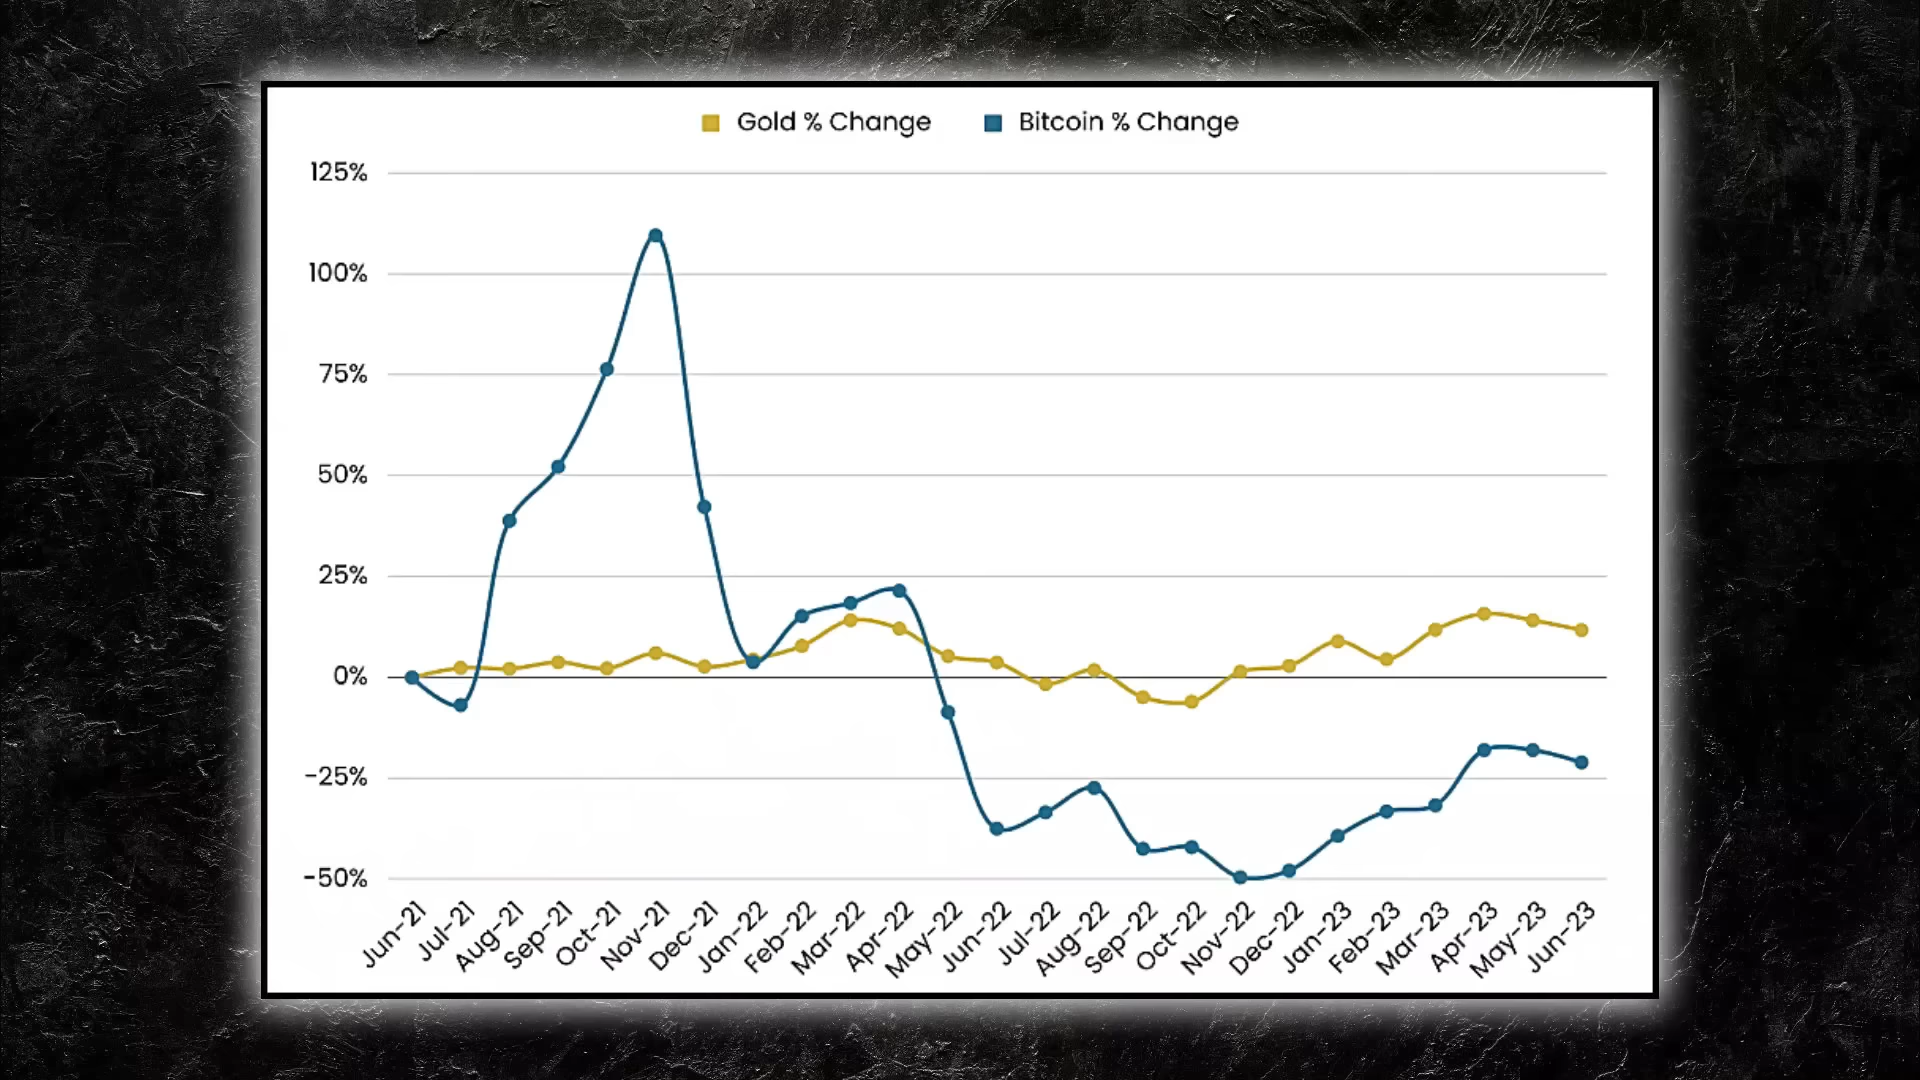 Gold % Change
Bitcoin % Change
125%
100%
75%
50%
25%
0%
-25%
-50%
Jun-21
Jul-21
Aug-21
Sep-21
Oct-21
Nov-21
Dec-21
Jan-22
Feb-22
Mar-22
Apr-22
May-22
Jun-22
Jul-22
Aug-22
Sep-22
Oct-22
Nov-22
Dec-22
Jan-23
Feb-23
Mar-23
Apr-23
May-23
Jun-23